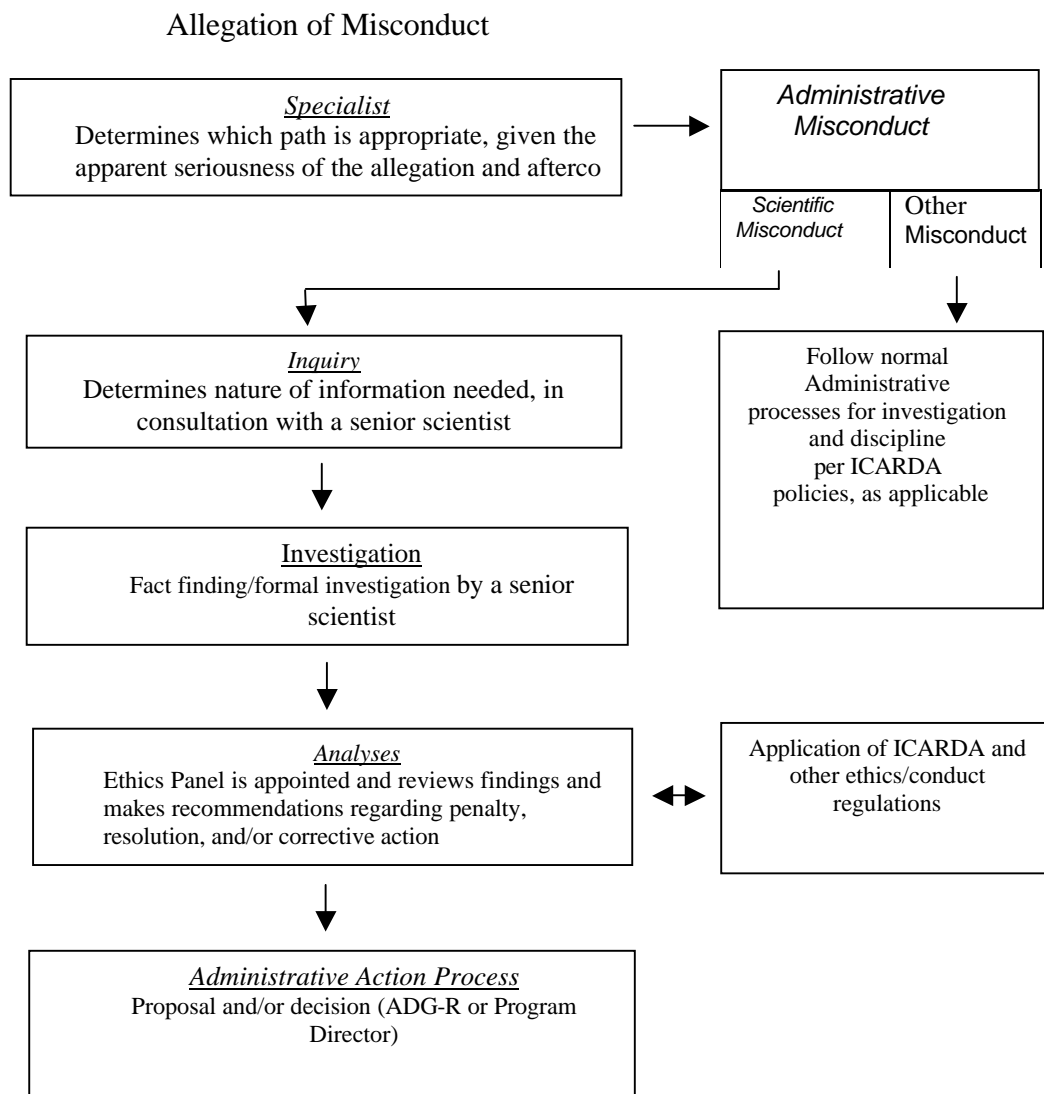 Allegation of Misconduct
Specialist
Determines which path is appropriate, given the
apparent seriousness of the allegation and afterco
Administrative
Misconduct
Scientific
Misconduct
Other
Misconduct
Inquiry
Determines nature of information needed, in
consultation with a senior scientist
Follow normal
Administrative
processes for investigation
and discipline
per ICARDA
policies, as applicable
Investigation
Fact finding/formal investigation by a senior
scientist
Analyses
Ethics Panel is appointed and reviews findings and
makes recommendations regarding penalty,
resolution, and/or corrective action
Application of ICARDA and
other ethics/conduct
regulations
Administrative Action Process
Proposal and/or decision (ADG-R or Program
Director)